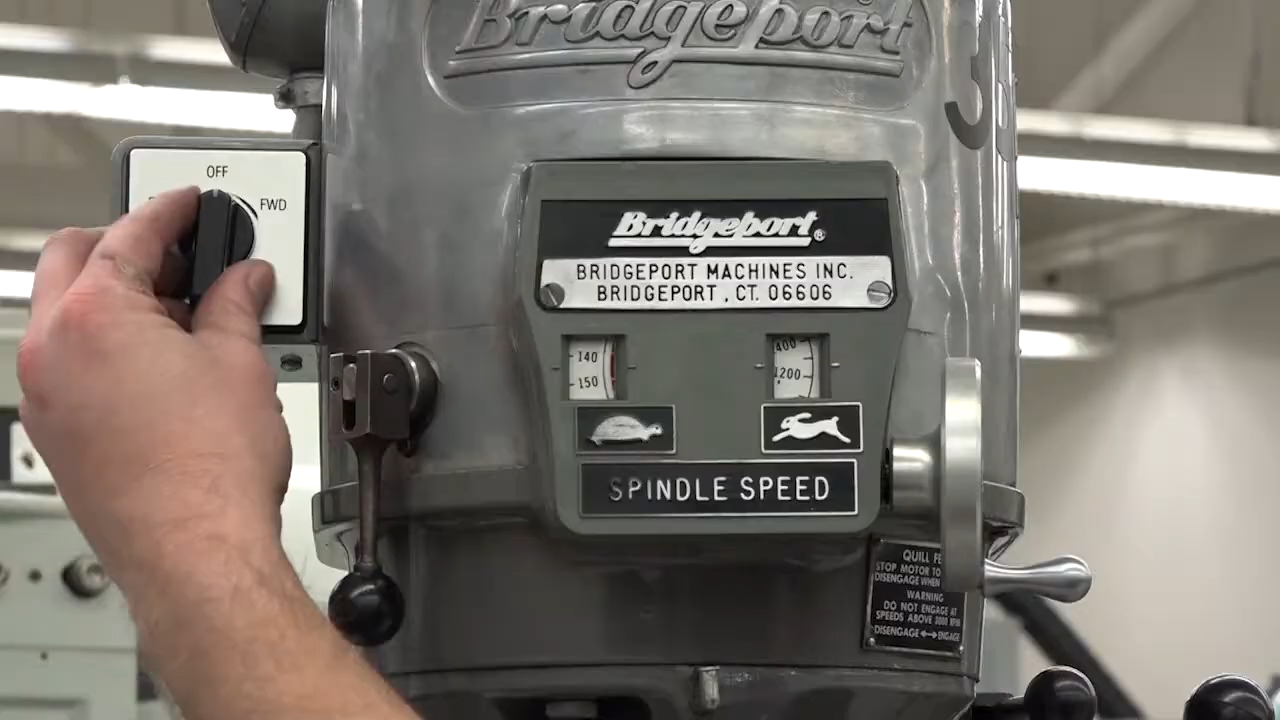 Bridgeport
OFF
FWD
Bridgeport®
BRIDGEPORT MACHINES INC.
BRIDGEPORT, CT. 06606
140
150
400
1200
SPINDLE SPEED
QUILL FE
STOP MOTOR TO
DISENGAGE WHEN
WARNING
DO NOT ENGAGE AT
SPEEDS ABOVE 3000 RPM
DISENGAGE ↔ ENGAGE